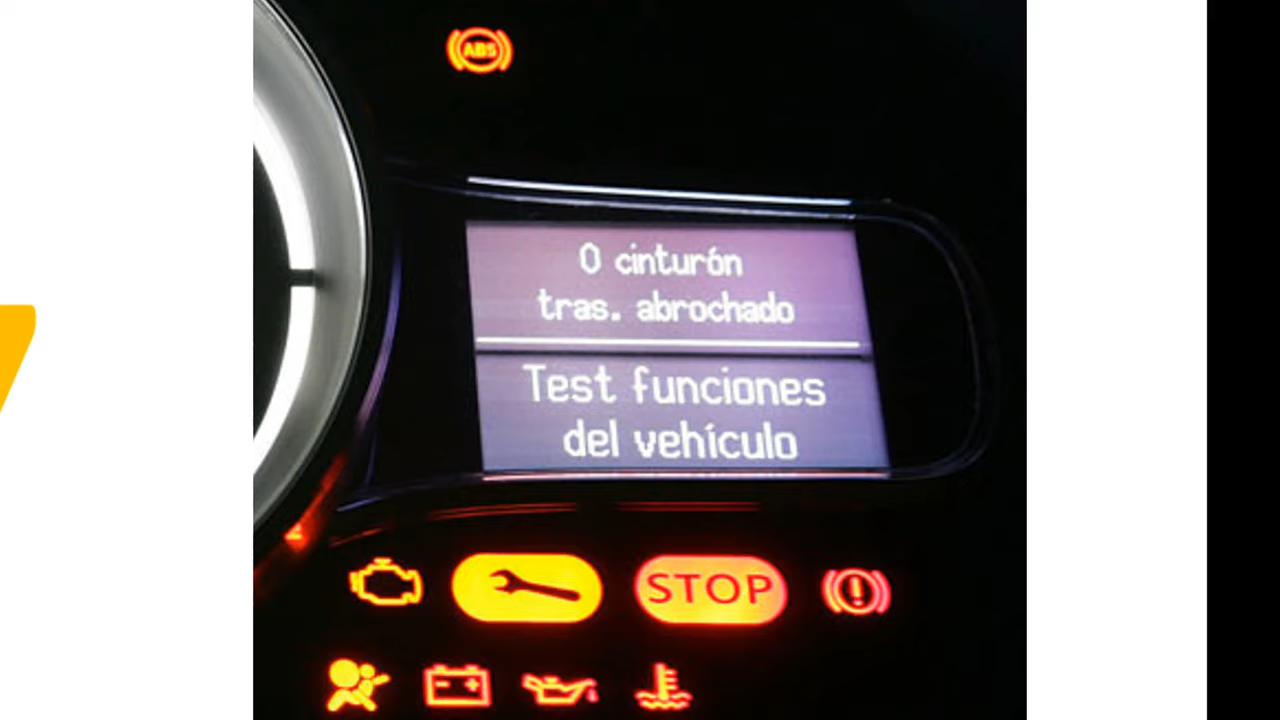 ABS
0 cinturón
tras. abrochado
Test funciones
del vehículo
STOP